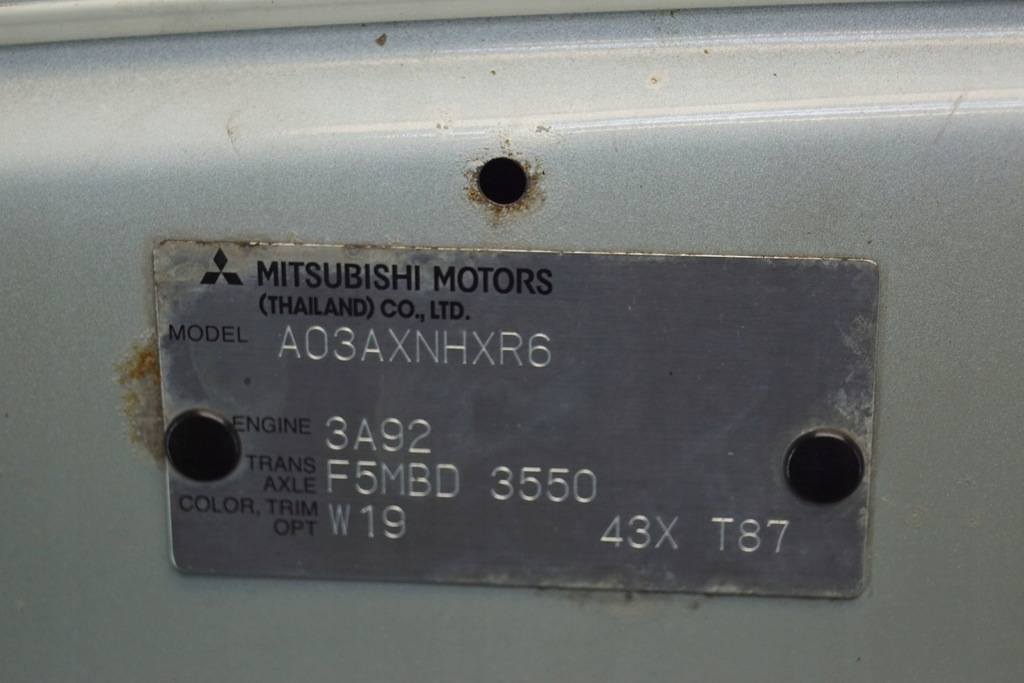 MITSUBISHI MOTORS
(THAILAND) CO., LTD.
MODEL A03AXNHXR6
ENGINE 3A92
TRANS AXLE F5MBD 3550
COLOR, TRIM OPT W19 43X T87